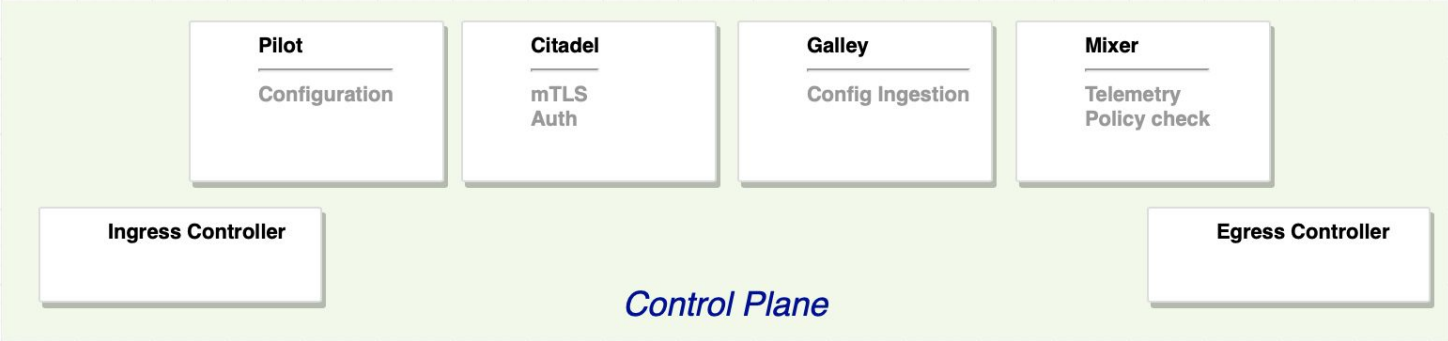 Pilot
Configuration
Citadel
mTLS
Auth
Galley
Config Ingestion
Mixer
Telemetry
Policy check
Ingress Controller
Egress Controller
Control Plane